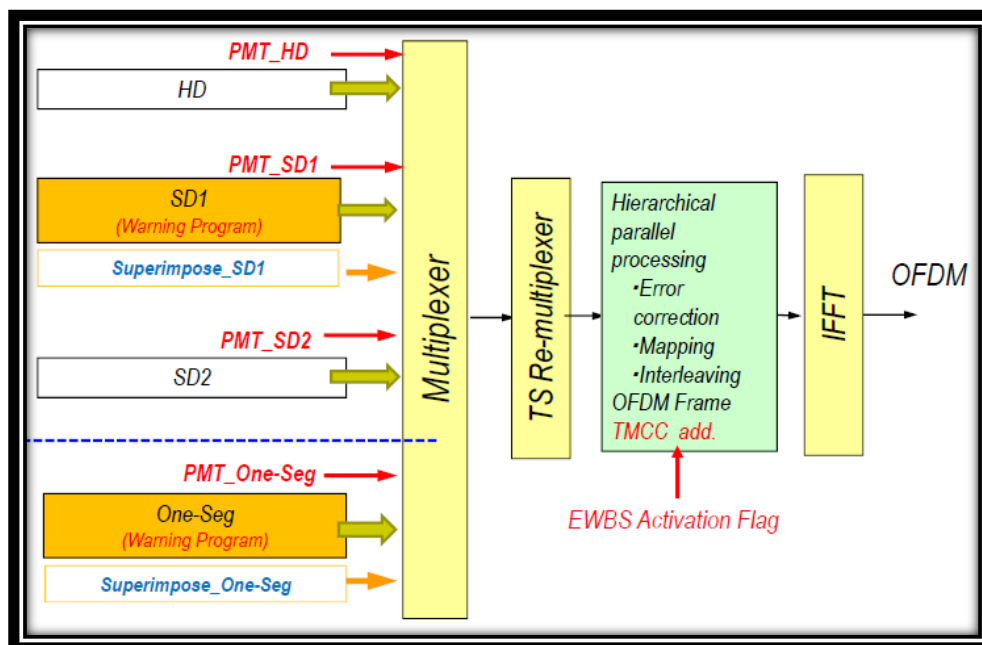 PMT_HD
HD
PMT_SD1
SD1
(Warning Program)
Superimpose_SD1
PMT_SD2
SD2
PMT_One-Seg
One-Seg
(Warning Program)
Superimpose_One-Seg
Multiplexer
TS Re-multiplexer
Hierarchical
parallel
processing
・Error
correction
・Mapping
・Interleaving
OFDM Frame
TMCC add.
EWBS Activation Flag
IFFT
OFDM